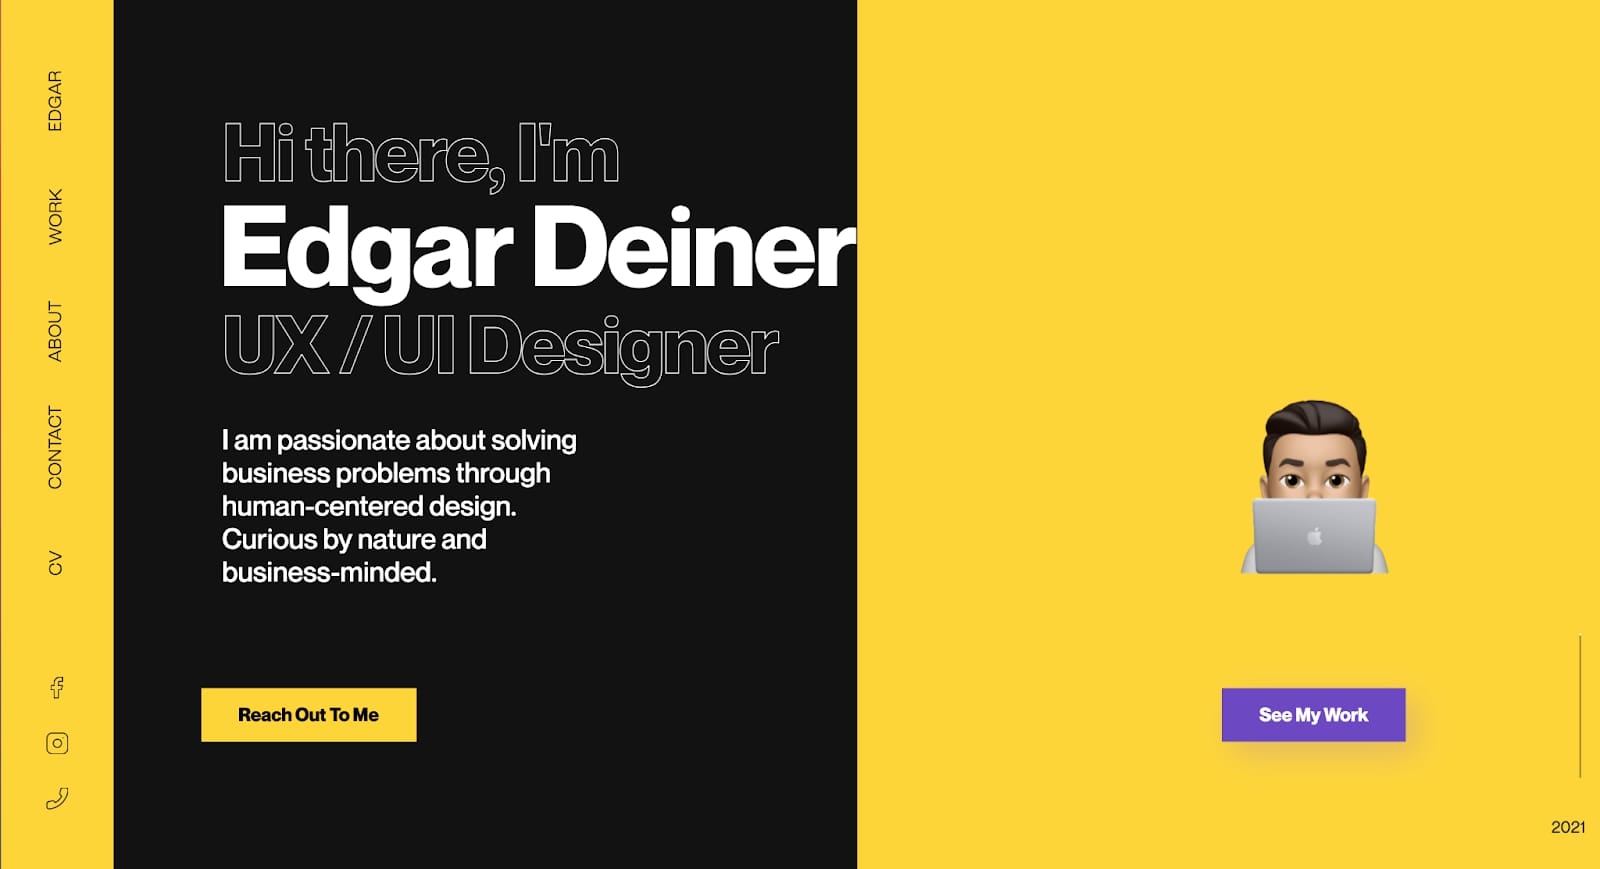 EDGAR
WORK
ABOUT
CONTACT
CV
Hi there, I'm
Edgar Deiner
UX / UI Designer
I am passionate about solving
business problems through
human-centered design.
Curious by nature and
business-minded.
Reach Out To Me
See My Work
2021